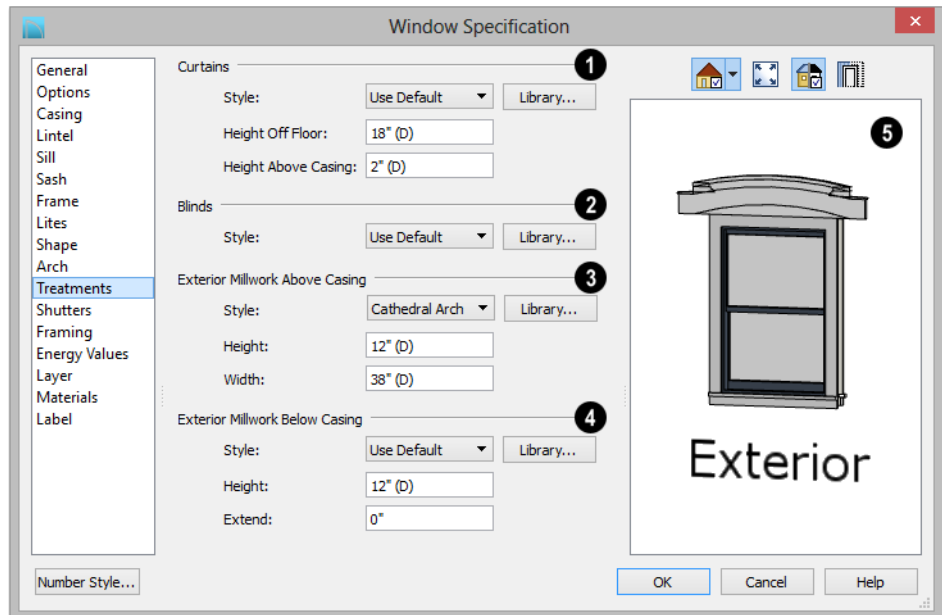 Window Specification
General
Options
Casing
Lintel
Sill
Sash
Frame
Lites
Shape
Arch
Treatments
Shutters
Framing
Energy Values
Layer
Materials
Label
Curtains 1
Style: Use Default Library...
Height Off Floor: 18" (D)
Height Above Casing: 2" (D)
Blinds 2
Style: Use Default Library...
Exterior Millwork Above Casing 3
Style: Cathedral Arch Library...
Height: 12" (D)
Width: 38" (D)
Exterior Millwork Below Casing 4
Style: Use Default Library...
Height: 12" (D)
Extend: 0"
5
Exterior
Number Style... OK Cancel Help